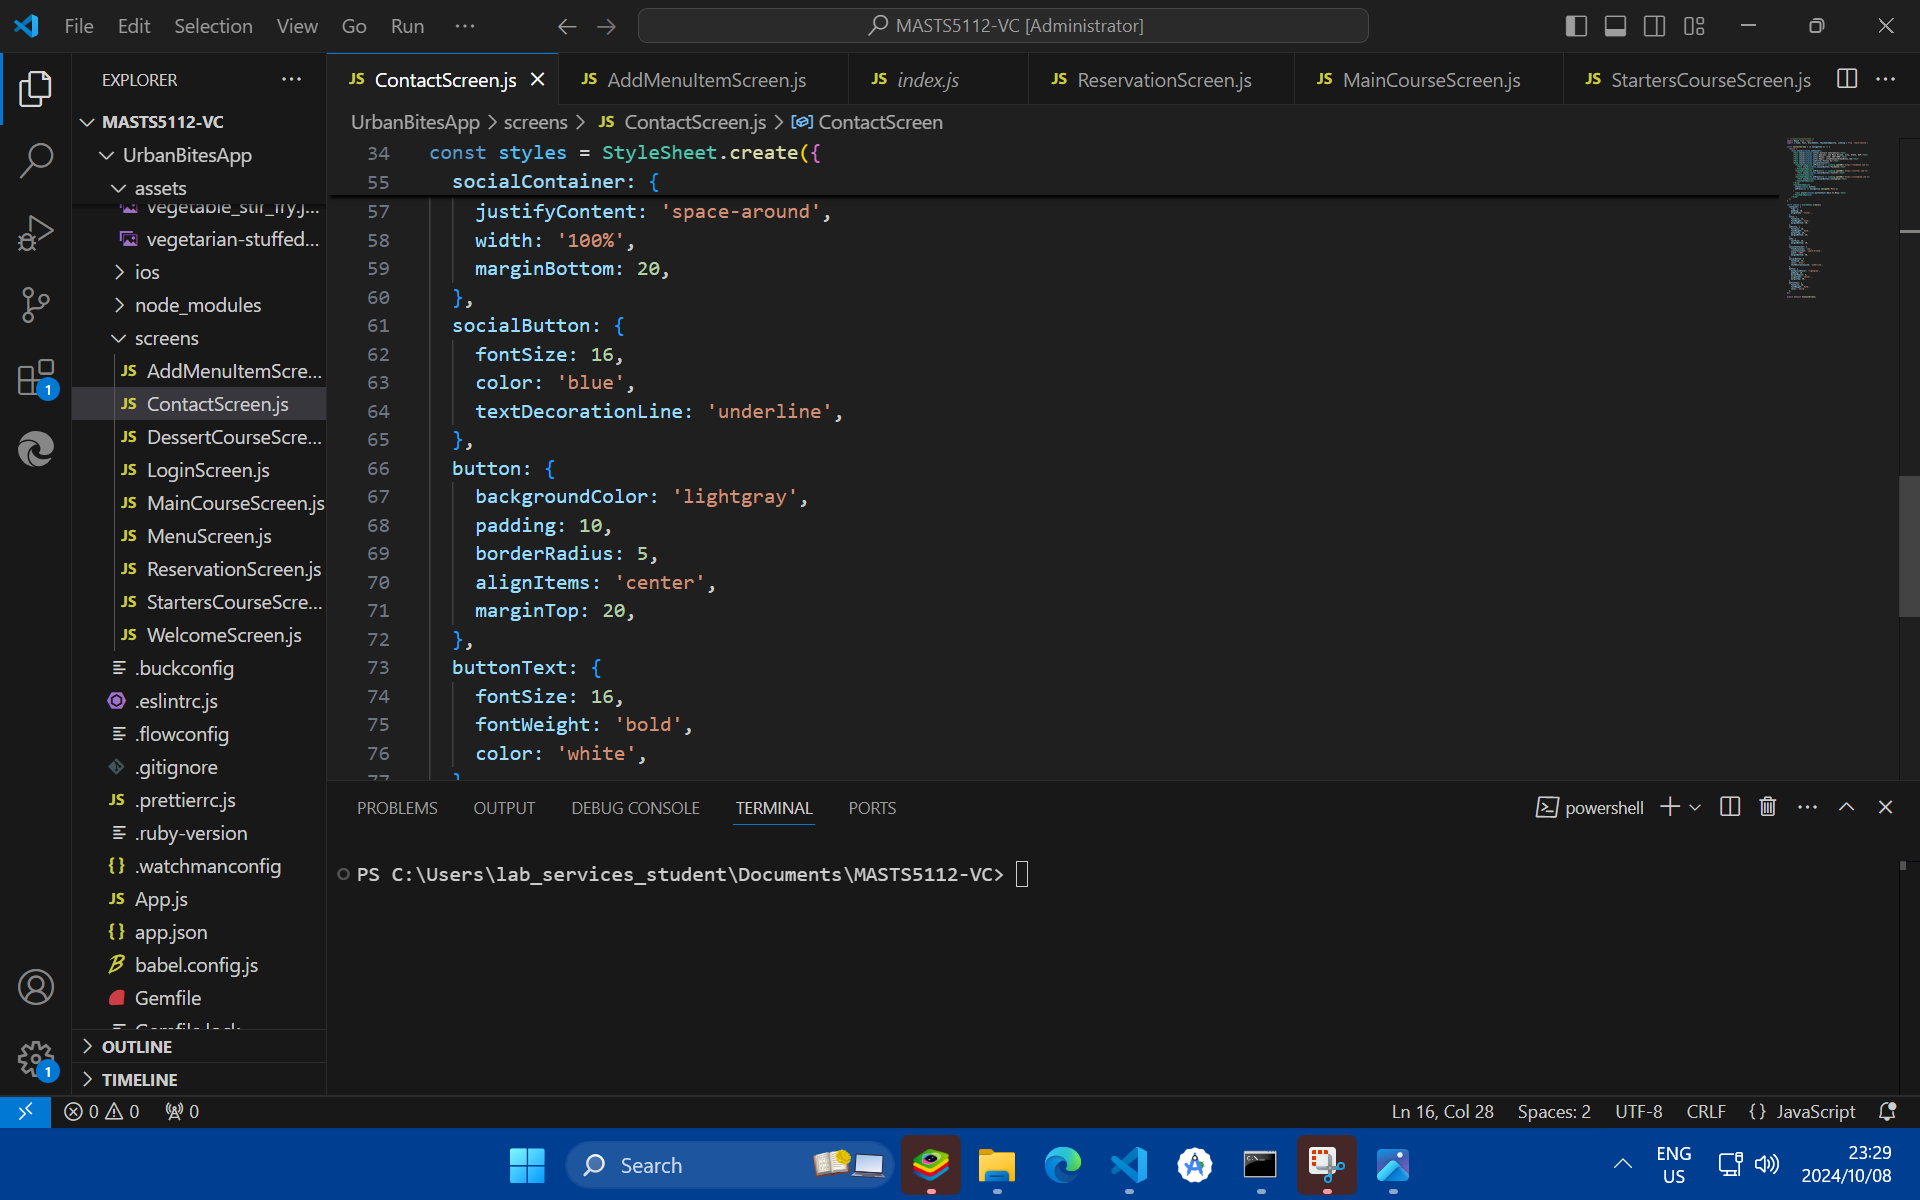 File Edit Selection View Go Run ···
MASTS5112-VC [Administrator]
EXPLORER
JS ContactScreen.js
JS AddMenuItemScreen.js
JS index.js
JS ReservationScreen.js
JS MainCourseScreen.js
JS StartersCourseScreen.js
UrbanBitesApp > screens > JS ContactScreen.js > ContactScreen
MASTS5112-VC
UrbanBitesApp
assets
vegetable_stir_fry.j...
vegetarian-stuffed...
ios
node_modules
screens
JS AddMenuItemScre...
JS ContactScreen.js
JS DessertCourseScre...
JS LoginScreen.js
JS MainCourseScreen.js
JS MenuScreen.js
JS ReservationScreen.js
JS StartersCourseScre...
JS WelcomeScreen.js
.buckconfig
.eslintrc.js
.flowconfig
.gitignore
JS .prettierrc.js
.ruby-version
{} .watchmanconfig
JS App.js
{} app.json
babel.config.js
Gemfile
Gemfile.lock
OUTLINE
TIMELINE
1
1
34 const styles = StyleSheet.create({
55 socialContainer: {
57 justifyContent: 'space-around',
58 width: '100%',
59 marginBottom: 20,
60 },
61 socialButton: {
62 fontSize: 16,
63 color: 'blue',
64 textDecorationLine: 'underline',
65 },
66 button: {
67 backgroundColor: 'lightgray',
68 padding: 10,
69 borderRadius: 5,
70 alignItems: 'center',
71 marginTop: 20,
72 },
73 buttonText: {
74 fontSize: 16,
75 fontWeight: 'bold',
76 color: 'white',
77 }
PROBLEMS OUTPUT DEBUG CONSOLE TERMINAL PORTS
powershell
PS C:\Users\lab_services_student\Documents\MASTS5112-VC>
0 0 0
Ln 16, Col 28 Spaces: 2 UTF-8 CRLF {} JavaScript
Search
ENG
US
23:29
2024/10/08